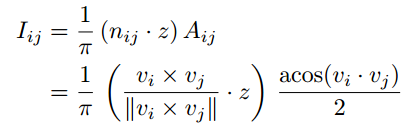 I_{ij} = \frac{1}{\pi} (n_{ij} \cdot z) A_{ij}
= \frac{1}{\pi} \left( \frac{v_i \times v_j}{\| v_i \times v_j \|} \cdot z \right) \frac{\text{acos}(v_i \cdot v_j)}{2}